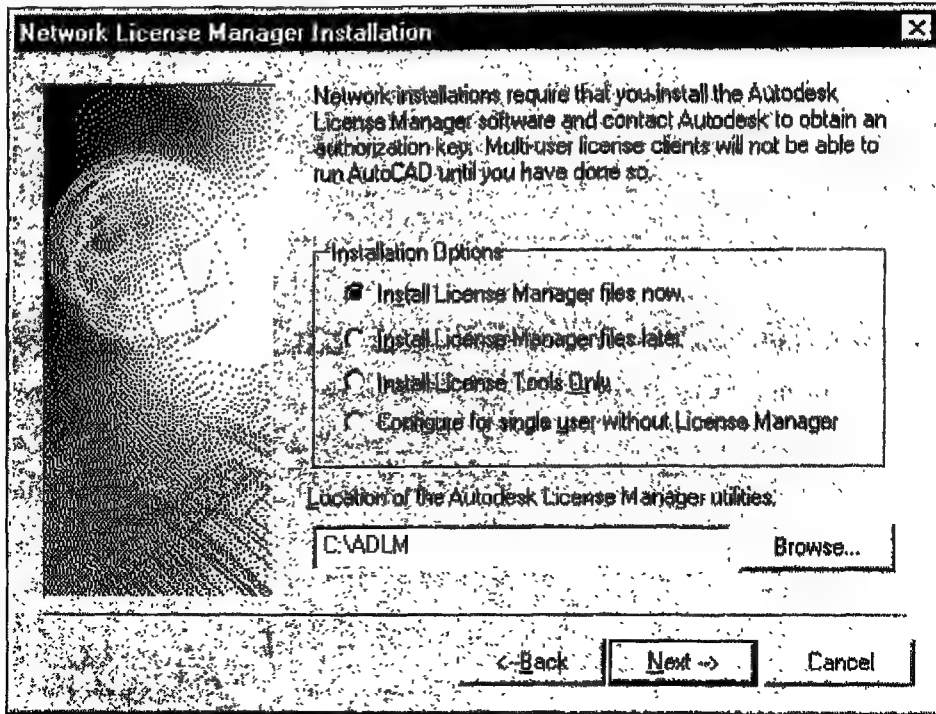 Network License Manager Installation
Network installations require that you install the Autodesk
License Manager software and contact Autodesk to obtain an
authorization key. Multi-user license clients will not be able to
run AutoCAD until you have done so.
Installation Options
Install License Manager files now.
Install License Manager files later.
Install License Tools Only
Configure for single user without License Manager
Location of the Autodesk License Manager utilities.
C:\ADLM
Browse...
<-Back
Next ->
Cancel